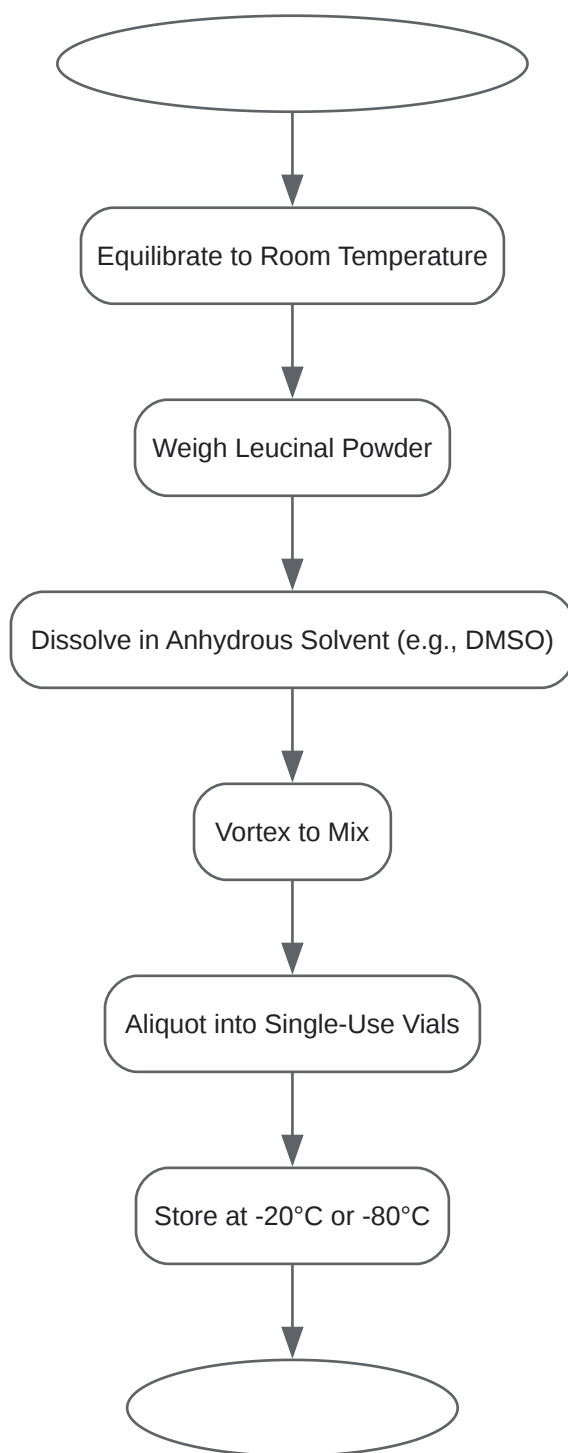 Equilibrate to Room Temperature
Weigh Leucinal Powder
Dissolve in Anhydrous Solvent (e.g., DMSO)
Vortex to Mix
Aliquot into Single-Use Vials
Store at -20°C or -80°C